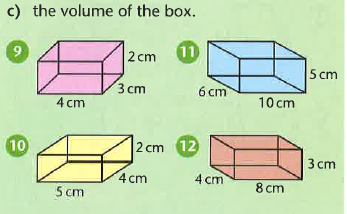 c) the volume of the box.
9
2 cm
3 cm
4 cm
11
5 cm
6 cm
10 cm
10
2 cm
4 cm
5 cm
12
3 cm
4 cm
8 cm